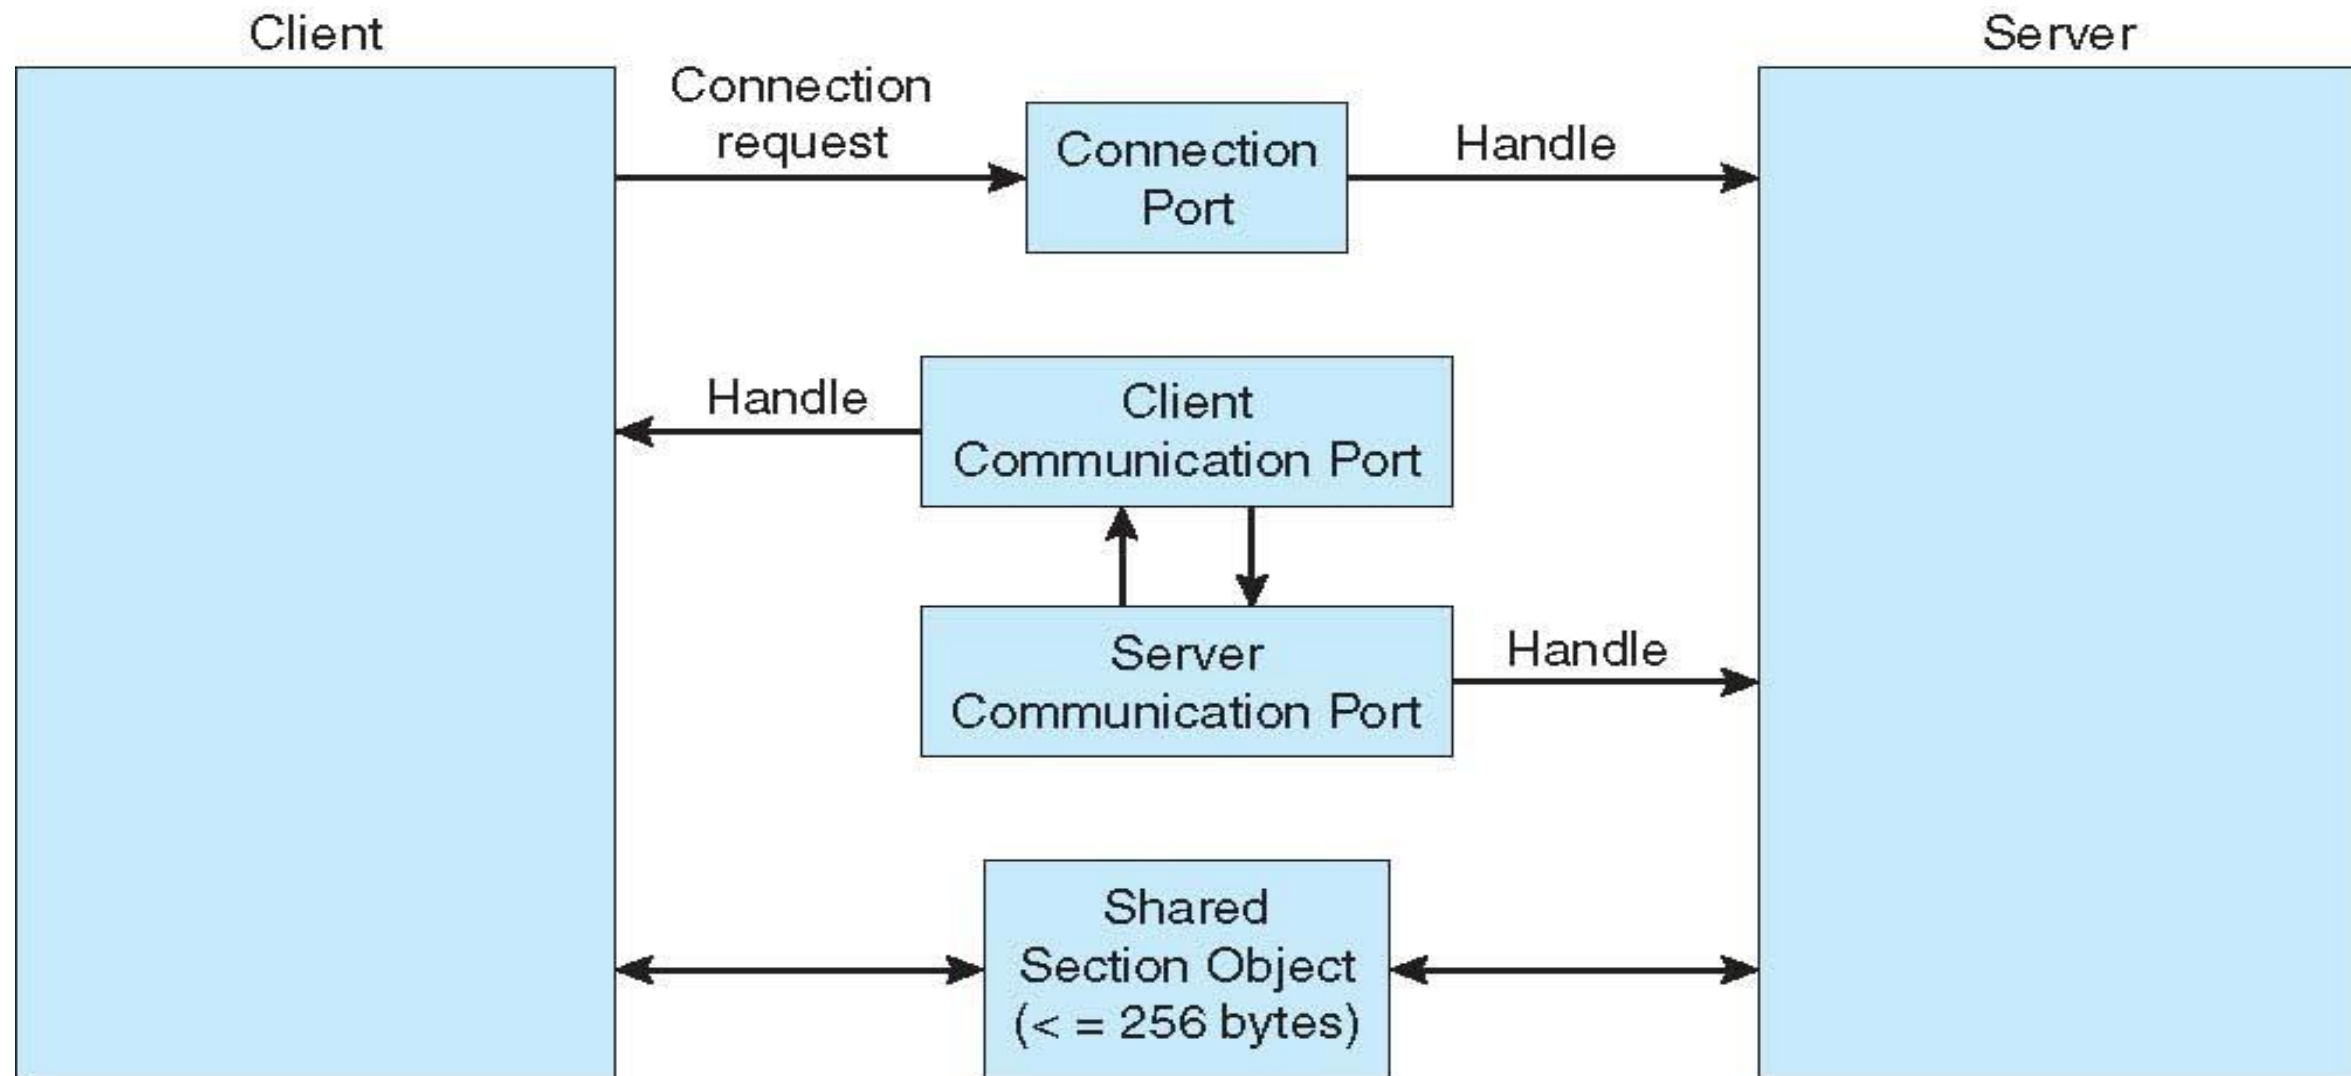 Client
Server
Connection
request
Connection
Port
Handle
Handle
Client
Communication Port
Server
Communication Port
Handle
Shared
Section Object
(< = 256 bytes)